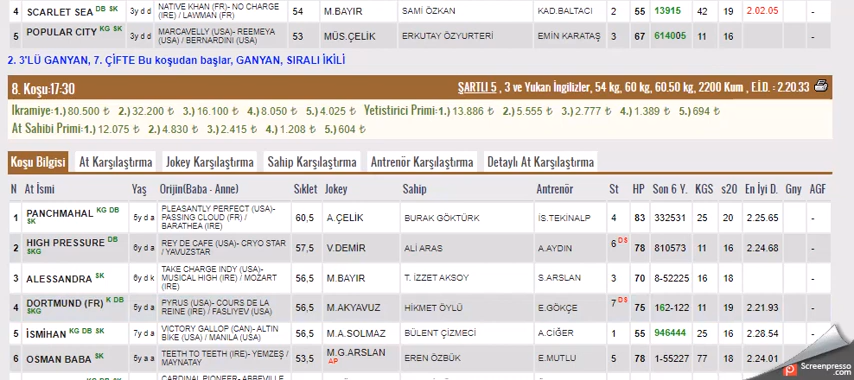 4 SCARLET SEA DB SK 3y d d NATIVE KHAN (FR)- NO CHARGE (IRE) / LAWMAN (FR) 54 M.BAYIR SAMİ ÖZKAN KAD.BALTACI 2 55 13915 42 19 2.02.05 -
5 POPULAR CITY KG SK 3y d d MARCAVELLY (USA)- REEMEYA (USA) / BERNARDINI (USA) 53 MÜS.ÇELİK ERKUTAY ÖZYURTERİ EMİN KARATAŞ 3 67 614005 11 16 -
2. 3'LÜ GANYAN, 7. ÇİFTE Bu koşudan başlar, GANYAN, SIRALI İKİLİ
8. Koşu:17:30 ŞARTLI 5 , 3 ve Yukarı İngilizler, 54 kg, 60 kg, 60.50 kg, 2200 Kum , E.İ.D. : 2.20.33
Ikramiye: 1.) 80.500 ₺ 2.) 32.200 ₺ 3.) 16.100 ₺ 4.) 8.050 ₺ 5.) 4.025 ₺ Yetistirici Primi: 1.) 13.886 ₺ 2.) 5.555 ₺ 3.) 2.777 ₺ 4.) 1.389 ₺ 5.) 694 ₺
At Sahibi Primi: 1.) 12.075 ₺ 2.) 4.830 ₺ 3.) 2.415 ₺ 4.) 1.208 ₺ 5.) 604 ₺
Koşu Bilgisi At Karşılaştırma Jokey Karşılaştırma Sahip Karşılaştırma Antrenör Karşılaştırma Detaylı At Karşılaştırma
N At İsmi Yaş Orijin(Baba - Anne) Sıklet Jokey Sahip Antrenör St HP Son 6 Y. KGS s20 En İyi D. Gny AGF
1 PANCHMAHAL KG DB SK 5y d a PLEASANTLY PERFECT (USA)- PASSING CLOUD (FR) / BARATHEA (IRE) 60,5 A.ÇELİK BURAK GÖKTÜRK İS.TEKİNALP 4 83 332531 25 20 2.25.65 -
2 HIGH PRESSURE DB SKG 6y d a REY DE CAFE (USA)- CRYO STAR / YAVUZSTAR 57,5 V.DEMİR ALİ ARAS A.AYDIN 6 DS 78 810573 11 16 2.24.68 -
3 ALESSANDRA SK 6y d k TAKE CHARGE INDY (USA)- MUSICAL HIGH (IRE) / MOZART (IRE) 56,5 M.BAYIR T. İZZET AKSOY S.ARSLAN 3 70 8-52225 16 18 -
4 DORTMUND (FR) K DB SKG 5y d a PYRUS (USA)- COURS DE LA REINE (IRE) / FASLIYEV (USA) 56,5 M.AKYAVUZ HİKMET ÖYLÜ E.GÖKÇE 7 DS 75 162-122 11 19 2.21.93 -
5 İSMİHAN KG DB SK 7y d k VICTORY GALLOP (CAN)- ALTIN BİKE (USA) / MANILA (USA) 56,5 M.A.SOLMAZ BÜLENT ÇİZMECİ A.CİĞER 1 55 946444 25 16 2.28.54
6 OSMAN BABA SK 5y a a TEETH TO TEETH (IRE)- YEMZEŞ / MAYNATAY 53,5 M.G.ARSLAN AP EREN ÖZBÜK E.MUTLU 5 78 1-55227 77 18 2.24.01
KG DB SK CARDINAL PIONEER- ABBEVILLE
Screenpresso
.com